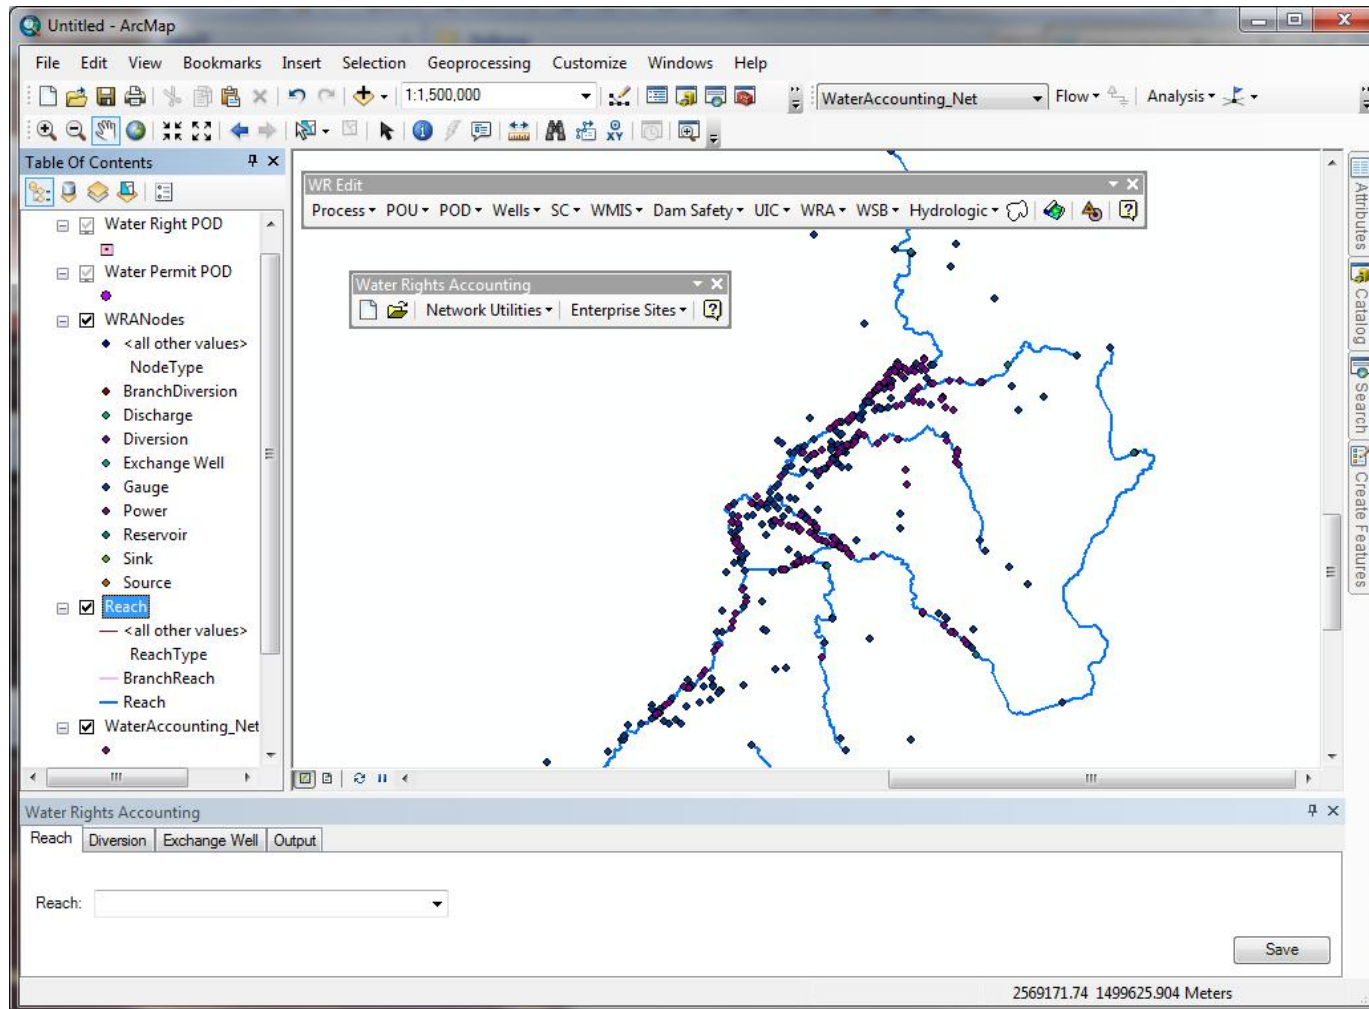 Untitled - ArcMap
File Edit View Bookmarks Insert Selection Geoprocessing Customize Windows Help
1:1,500,000 WaterAccounting_Net Flow Analysis
Table Of Contents
Water Right POD
Water Permit POD
WRANodes
<all other values>
NodeType
BranchDiversion
Discharge
Diversion
Exchange Well
Gauge
Power
Reservoir
Sink
Source
Reach
<all other values>
ReachType
BranchReach
Reach
WaterAccounting_Net
WR Edit
Process POU POD Wells SC WMIS Dam Safety UIC WRA WSB Hydrologic
Water Rights Accounting
Network Utilities Enterprise Sites
Attributes
Catalog
Search
Create Features
Water Rights Accounting
Reach Diversion Exchange Well Output
Reach:
Save
2569171.74 1499625.904 Meters